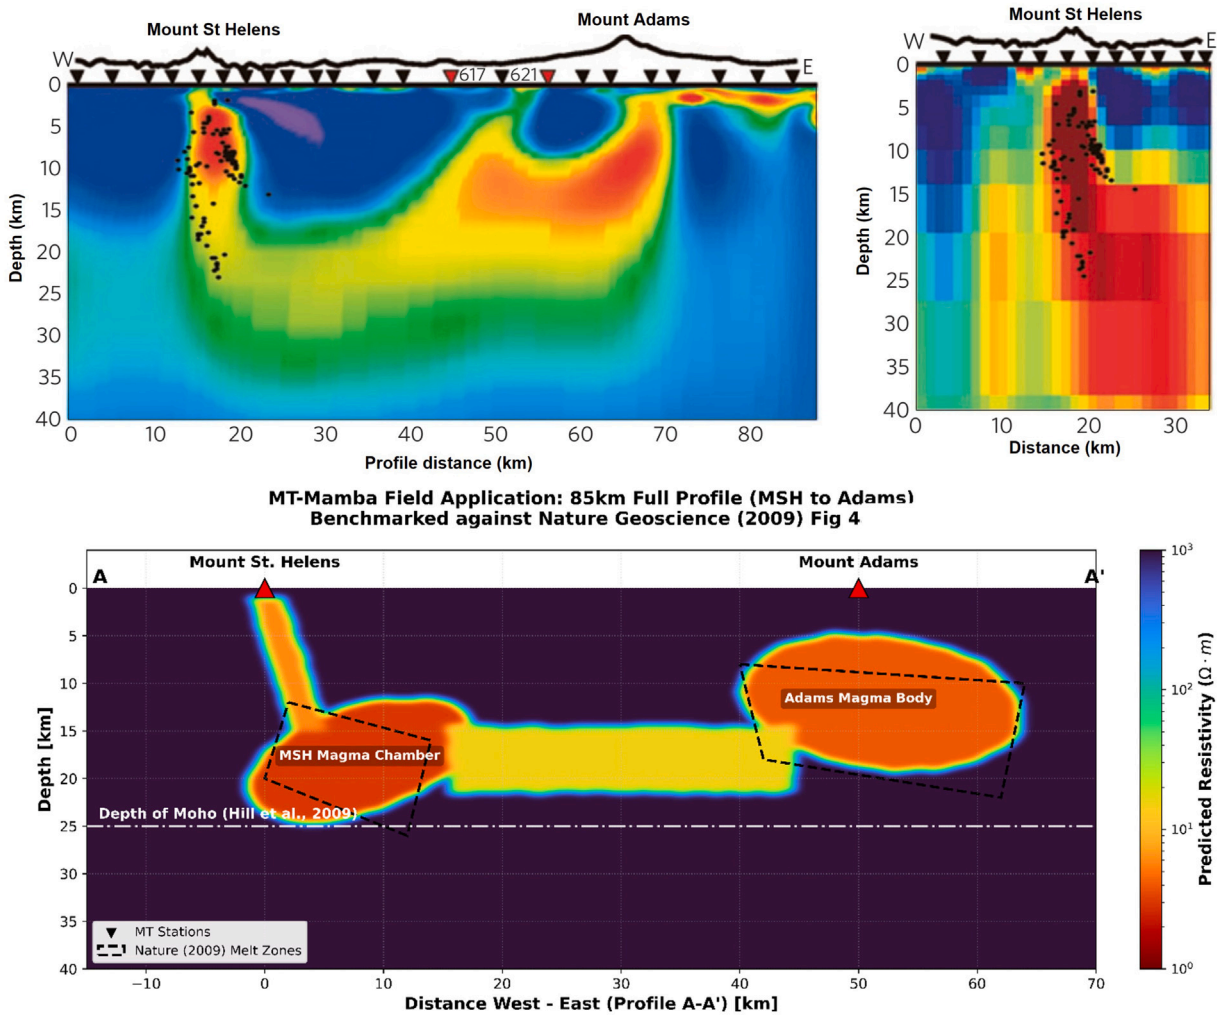 Mount St Helens
Mount Adams
W
617
621
E
0
5
10
15
20
25
30
35
40
Depth (km)
0 10 20 30 40 50 60 70 80
Profile distance (km)
Mount St Helens
W
E
0
5
10
15
20
25
30
35
40
Depth (km)
0 10 20 30
Distance (km)
MT-Mamba Field Application: 85km Full Profile (MSH to Adams)
Benchmarked against Nature Geoscience (2009) Fig 4
Mount St. Helens
Mount Adams
A
A'
0
5
10
15
20
25
30
35
40
Depth [km]
Adams Magma Body
MSH Magma Chamber
Depth of Moho (Hill et al., 2009)
MT Stations
Nature (2009) Melt Zones
−10 0 10 20 30 40 50 60 70
Distance West - East (Profile A-A') [km]
10³
10²
10¹
10⁰
Predicted Resistivity (Ω · m)